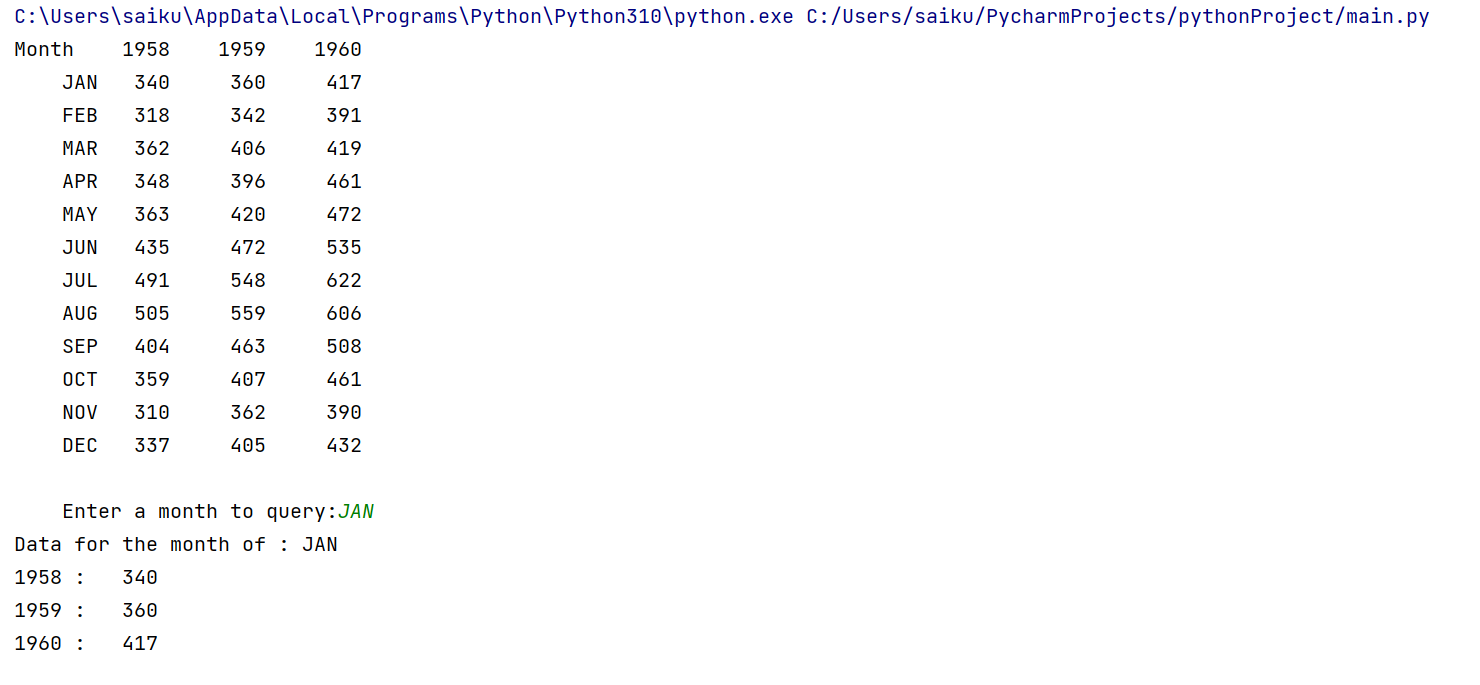 C:\Users\saiku\AppData\Local\Programs\Python\Python310\python.exe C:/Users/saiku/PycharmProjects/pythonProject/main.py
Month    1958    1959    1960
    JAN   340     360     417
    FEB   318     342     391
    MAR   362     406     419
    APR   348     396     461
    MAY   363     420     472
    JUN   435     472     535
    JUL   491     548     622
    AUG   505     559     606
    SEP   404     463     508
    OCT   359     407     461
    NOV   310     362     390
    DEC   337     405     432
    Enter a month to query:JAN
Data for the month of : JAN
1958 :   340
1959 :   360
1960 :   417